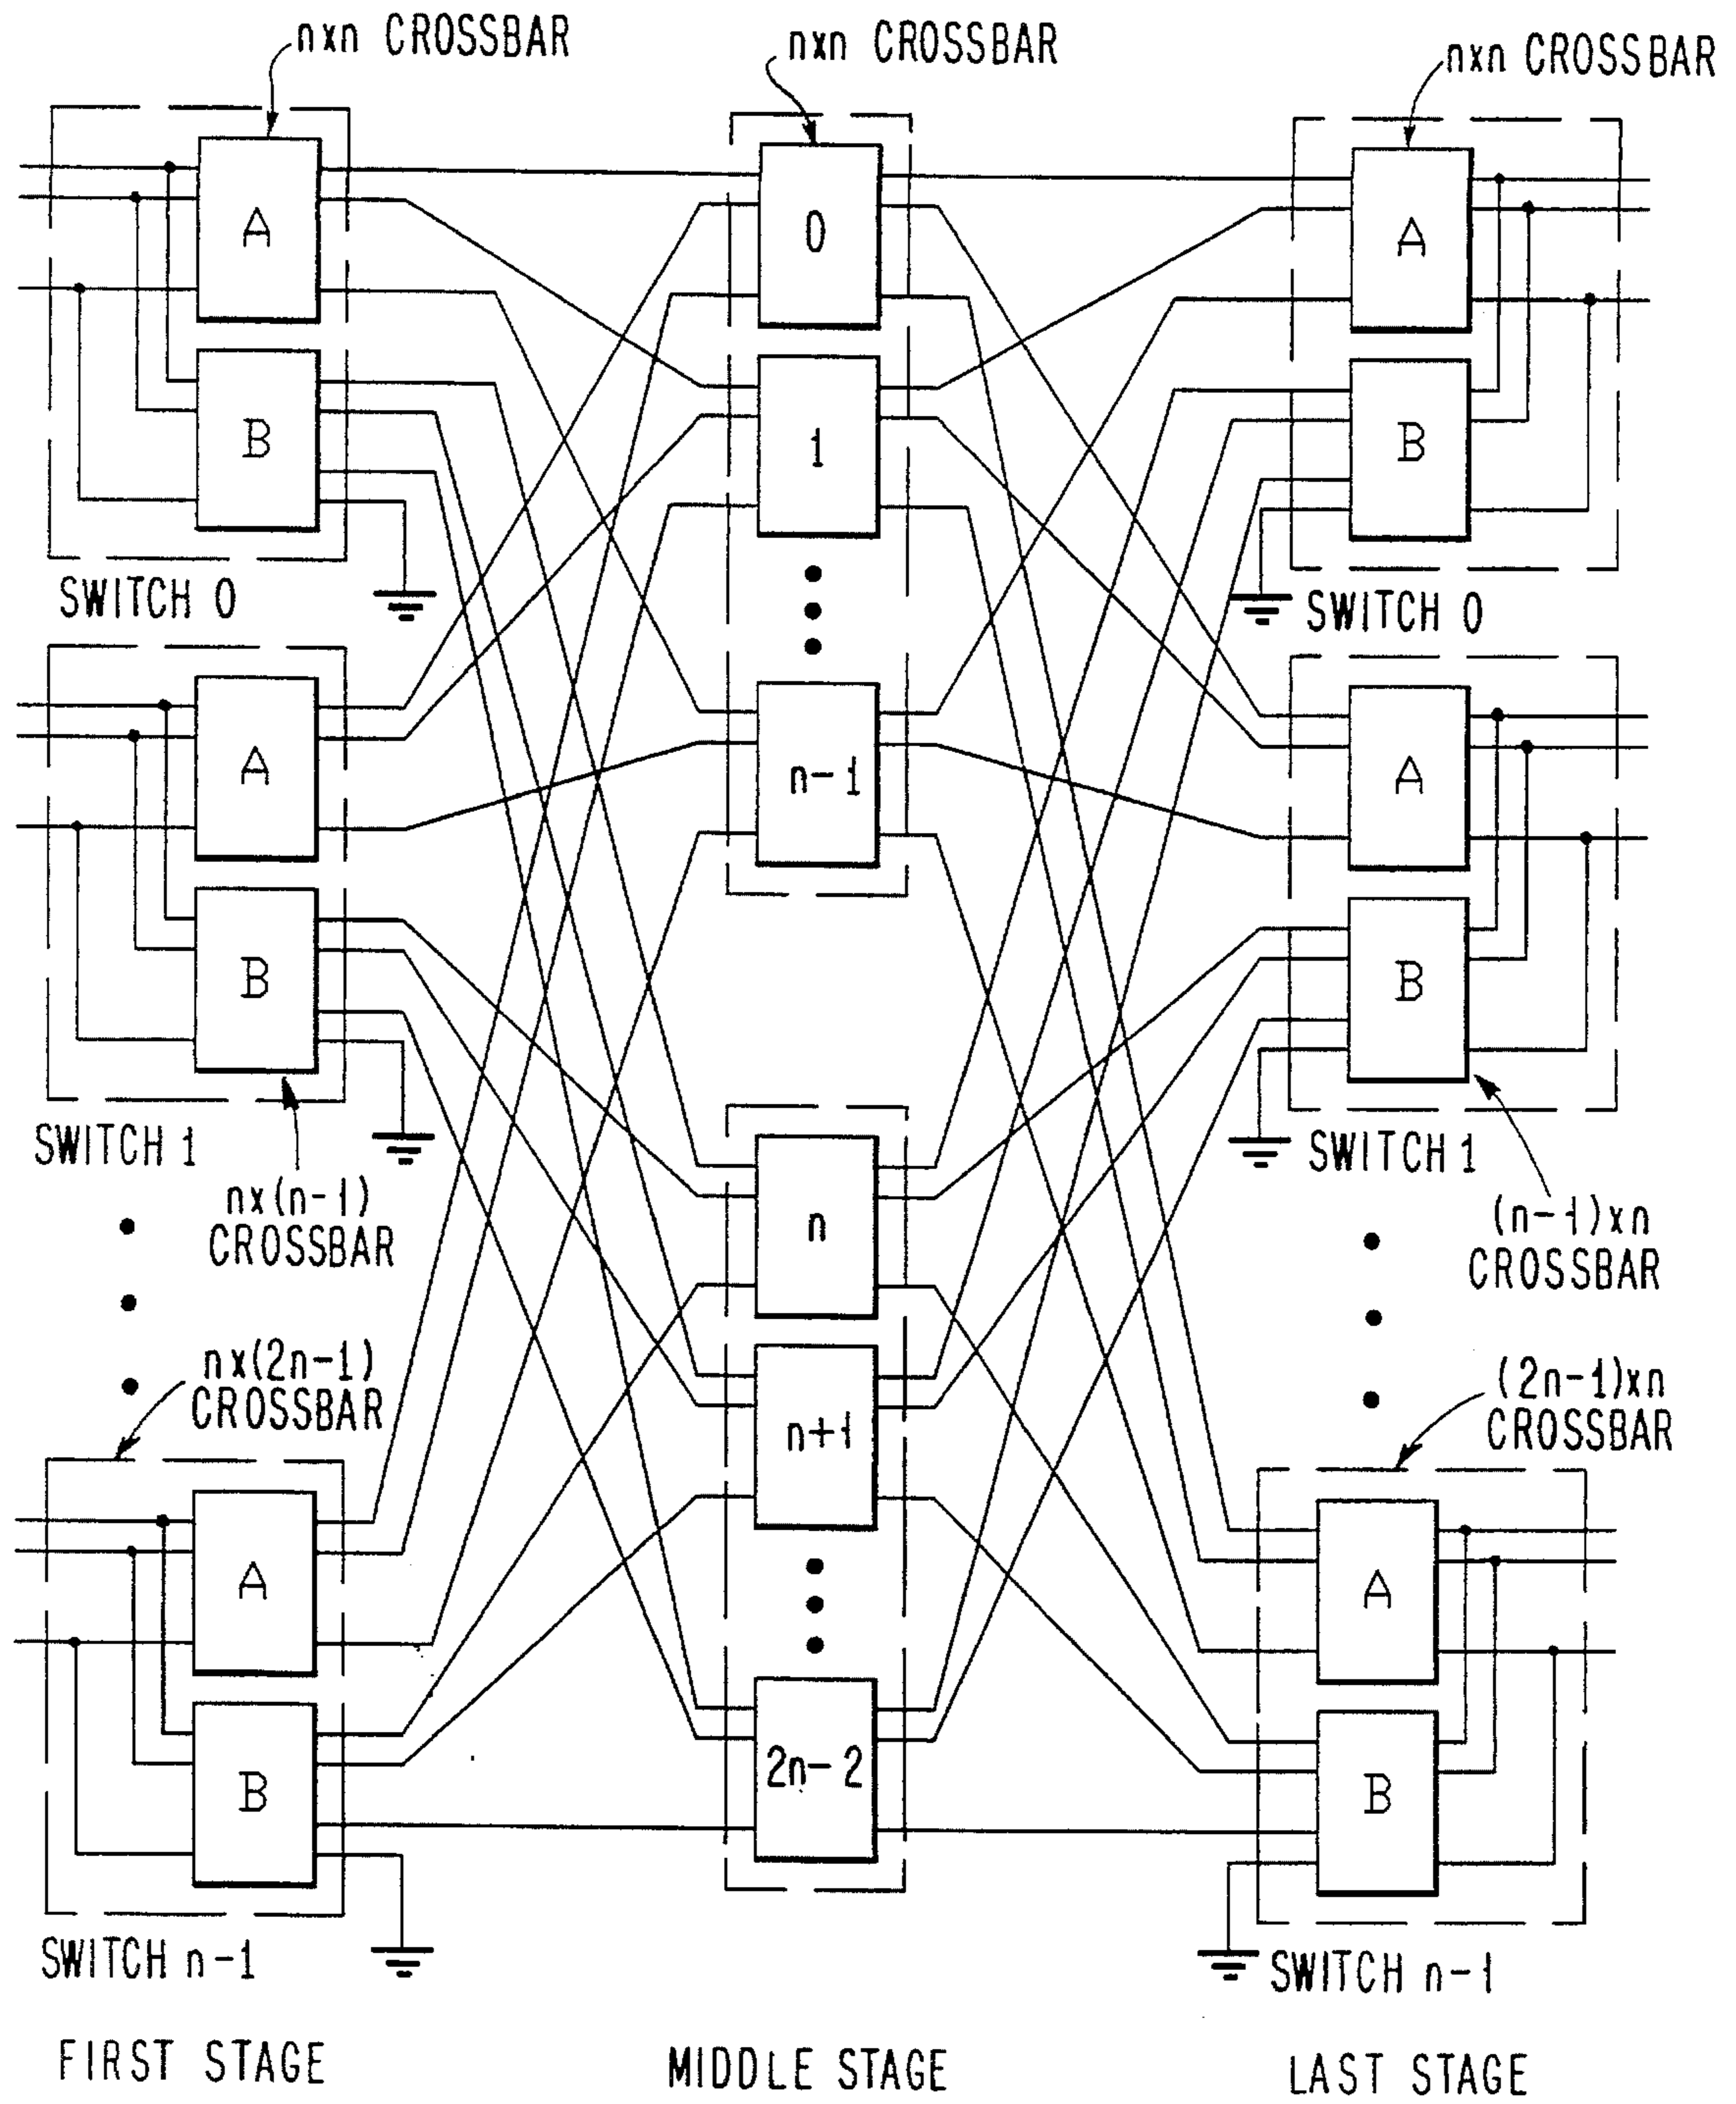 nxn CROSSBAR
nxn CROSSBAR
nxn CROSSBAR
A
B
SWITCH 0
A
B
SWITCH 1
nx(n-1)
CROSSBAR
nx(2n-1)
CROSSBAR
A
B
SWITCH n-1
FIRST STAGE
0
1
n-1
n
n+1
2n-2
MIDDLE STAGE
A
B
SWITCH 0
A
B
SWITCH 1
(n-1)xn
CROSSBAR
(2n-1)xn
CROSSBAR
A
B
SWITCH n-1
LAST STAGE